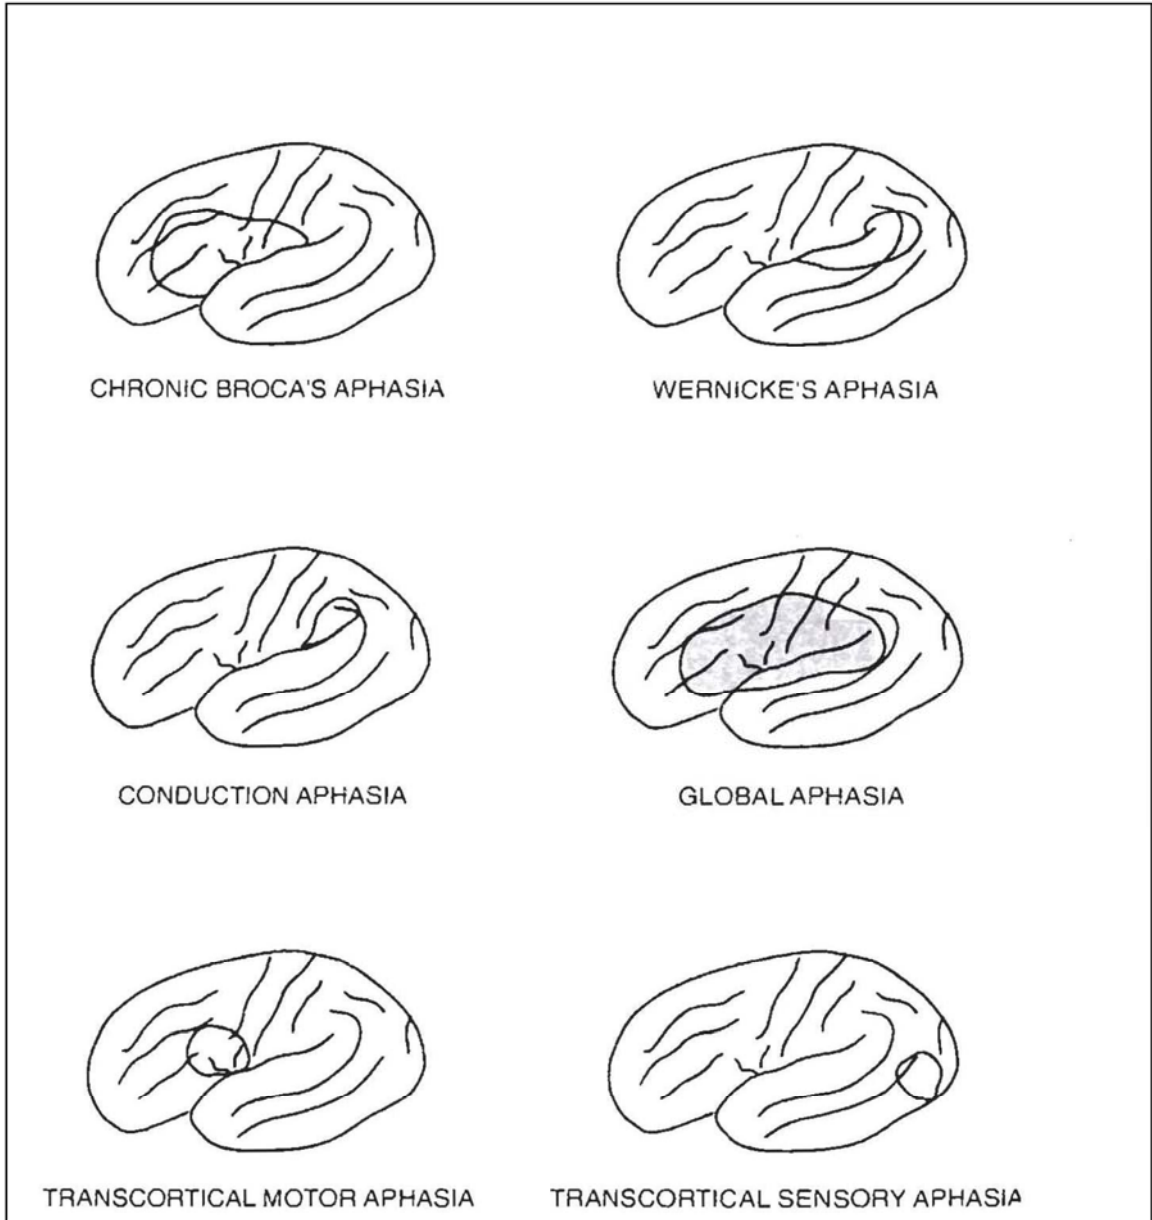 CHRONIC BROCA'S APHASIA
WERNICKE'S APHASIA
CONDUCTION APHASIA
GLOBAL APHASIA
TRANSCORTICAL MOTOR APHASIA
TRANSCORTICAL SENSORY APHASIA